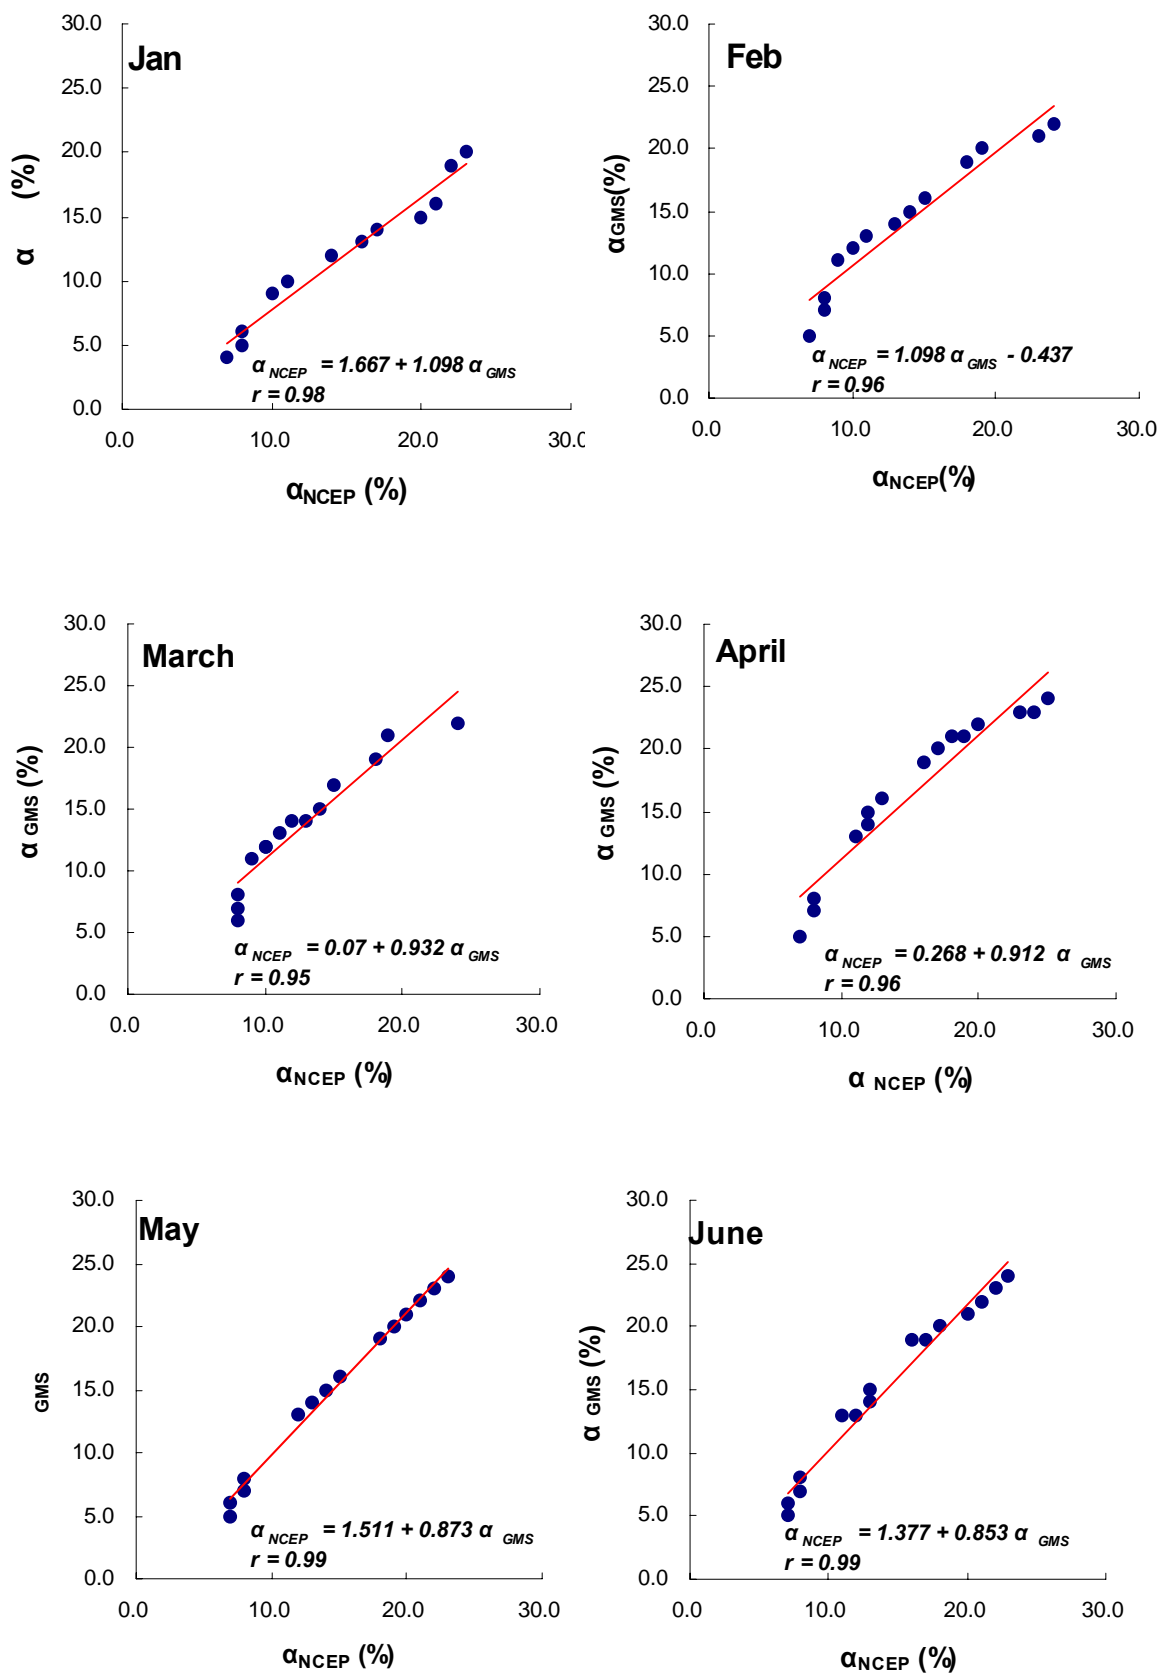 Jan
30.0
25.0
20.0
15.0
10.0
5.0
0.0
α (%)
α NCEP = 1.667 + 1.098 α GMS
r = 0.98
0.0 10.0 20.0 30.0
αNCEP (%)
Feb
30.0
25.0
20.0
15.0
10.0
5.0
0.0
αGMS(%)
α NCEP = 1.098 α GMS - 0.437
r = 0.96
0.0 10.0 20.0 30.0
αNCEP(%)
March
30.0
25.0
20.0
15.0
10.0
5.0
0.0
α GMS (%)
α NCEP = 0.07 + 0.932 α GMS
r = 0.95
0.0 10.0 20.0 30.0
αNCEP (%)
April
30.0
25.0
20.0
15.0
10.0
5.0
0.0
α GMS (%)
α NCEP = 0.268 + 0.912 α GMS
r = 0.96
0.0 10.0 20.0 30.0
α NCEP (%)
May
30.0
25.0
20.0
15.0
10.0
5.0
0.0
GMS
α NCEP = 1.511 + 0.873 α GMS
r = 0.99
0.0 10.0 20.0 30.0
αNCEP (%)
June
30.0
25.0
20.0
15.0
10.0
5.0
0.0
α GMS (%)
α NCEP = 1.377 + 0.853 α GMS
r = 0.99
0.0 10.0 20.0 30.0
αNCEP (%)